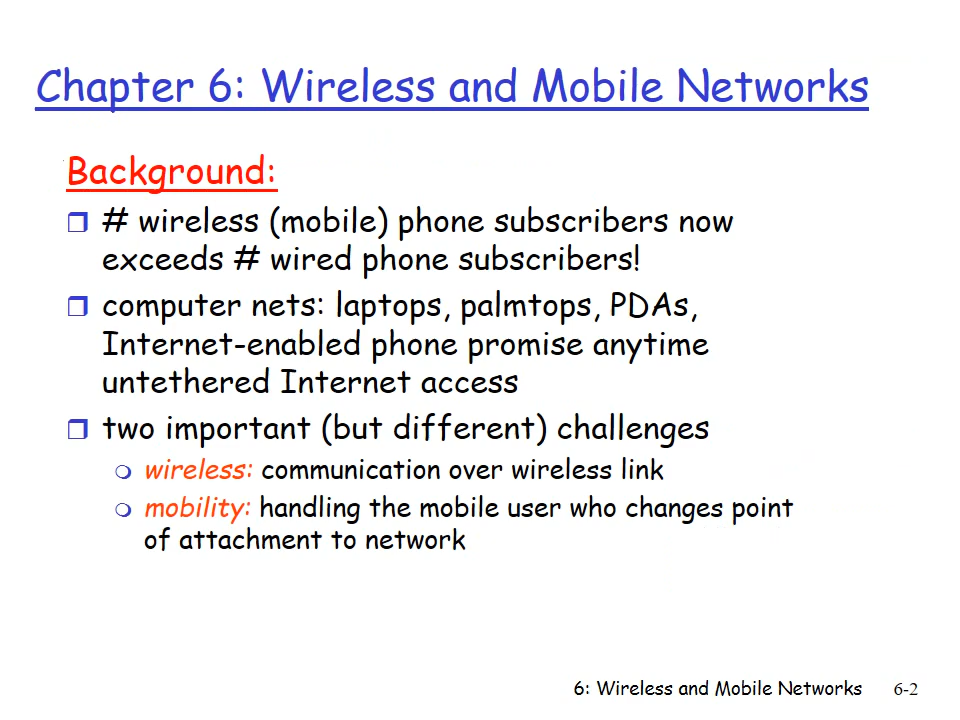 Chapter 6: Wireless and Mobile Networks
Background:
# wireless (mobile) phone subscribers now
exceeds # wired phone subscribers!
computer nets: laptops, palmtops, PDAs,
Internet-enabled phone promise anytime
untethered Internet access
two important (but different) challenges
wireless: communication over wireless link
mobility: handling the mobile user who changes point
of attachment to network
6: Wireless and Mobile Networks 6-2